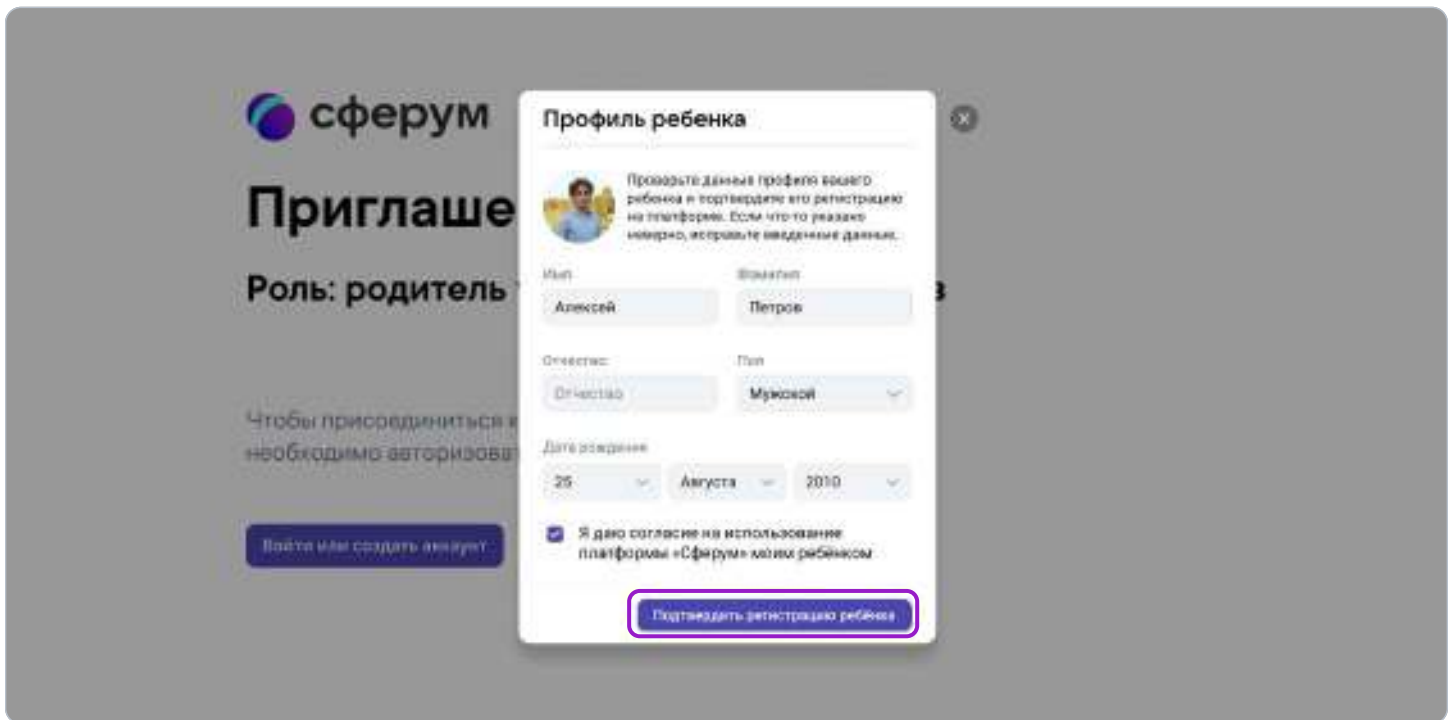 сферум
Приглаше
Роль: родитель
в
Чтобы присоединиться к
необходимо авторизоват
Войти или создать аккаунт
Профиль ребенка
Проверьте данные профиля вашего
ребенка и подтвердите его регистрацию
на платформе. Если что-то указано
неверно, исправьте введенные данные.
Имя
Фамилия
Алексей
Петров
Отчество
Пол
Отчество
Мужской
Дата рождения
25
Августа
2010
Я даю согласие на использование
платформы «Сферум» моим ребёнком
Подтвердить регистрацию ребёнка